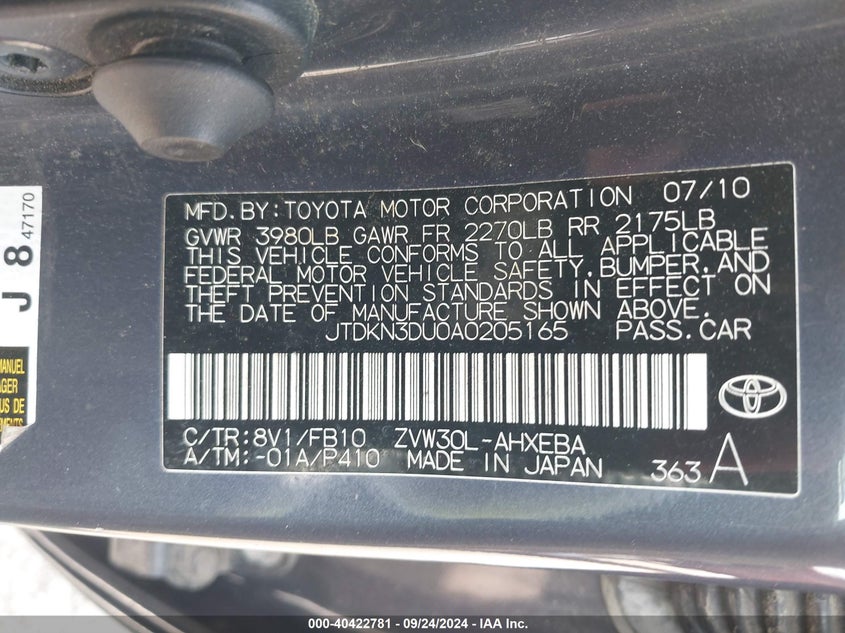 MFD.BY:TOYOTA MOTOR CORPORATION 07/10
GVWR 3980LB GAWR FR 2270LB RR 2175LB
THIS VEHICLE CONFORMS TO ALL APPLICABLE
FEDERAL MOTOR VEHICLE SAFETY,BUMPER,AND
THEFT PREVENTION STANDARDS IN EFFECT ON
THE DATE OF MANUFACTURE SHOWN ABOVE.
JTDKN3DU0A0205165 PASS.CAR
C/TR:8V1/FB10 ZVW30L-AHXEBA
A/TM:-01A/P410 MADE IN JAPAN 363 A
J 8 47170
MANUEL
US DE
000-40422781 - 09/24/2024 - IAA Inc.